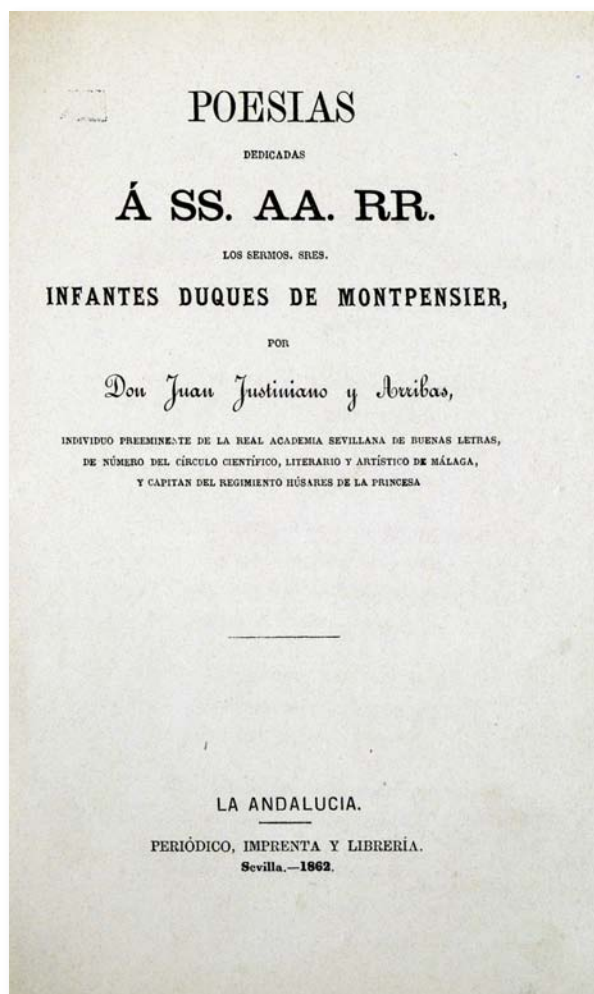 POESIAS
DEDICADAS
Á SS. AA. RR.
LOS SERMOS. SRES.
INFANTES DUQUES DE MONTPENSIER,
POR
Don Juan Justiniano y Arribas,
INDIVIDUO PREEMINENTE DE LA REAL ACADEMIA SEVILLANA DE BUENAS LETRAS,
DE NÚMERO DEL CÍRCULO CIENTÍFICO, LITERARIO Y ARTÍSTICO DE MÁLAGA,
Y CAPITAN DEL REGIMIENTO HÚSARES DE LA PRINCESA
LA ANDALUCIA.
PERIÓDICO, IMPRENTA Y LIBRERÍA.
Sevilla.—1862.